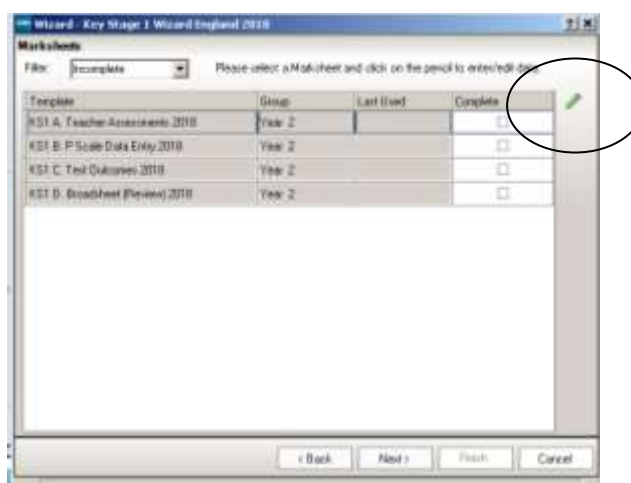 Wizard - Key Stage 1 Wizard England 2018
Marksheets
Filter: Incomplete Please select a Marksheet and click on the pencil to enter/edit data
Template Group Last Used Complete
KS1 A. Teacher Assessments 2018 Year 2
KS1 B. P Scale Data Entry 2018 Year 2
KS1 C. Test Outcomes 2018 Year 2
KS1 D. Broadsheet (Review) 2018 Year 2
< Back Next > Finish Cancel